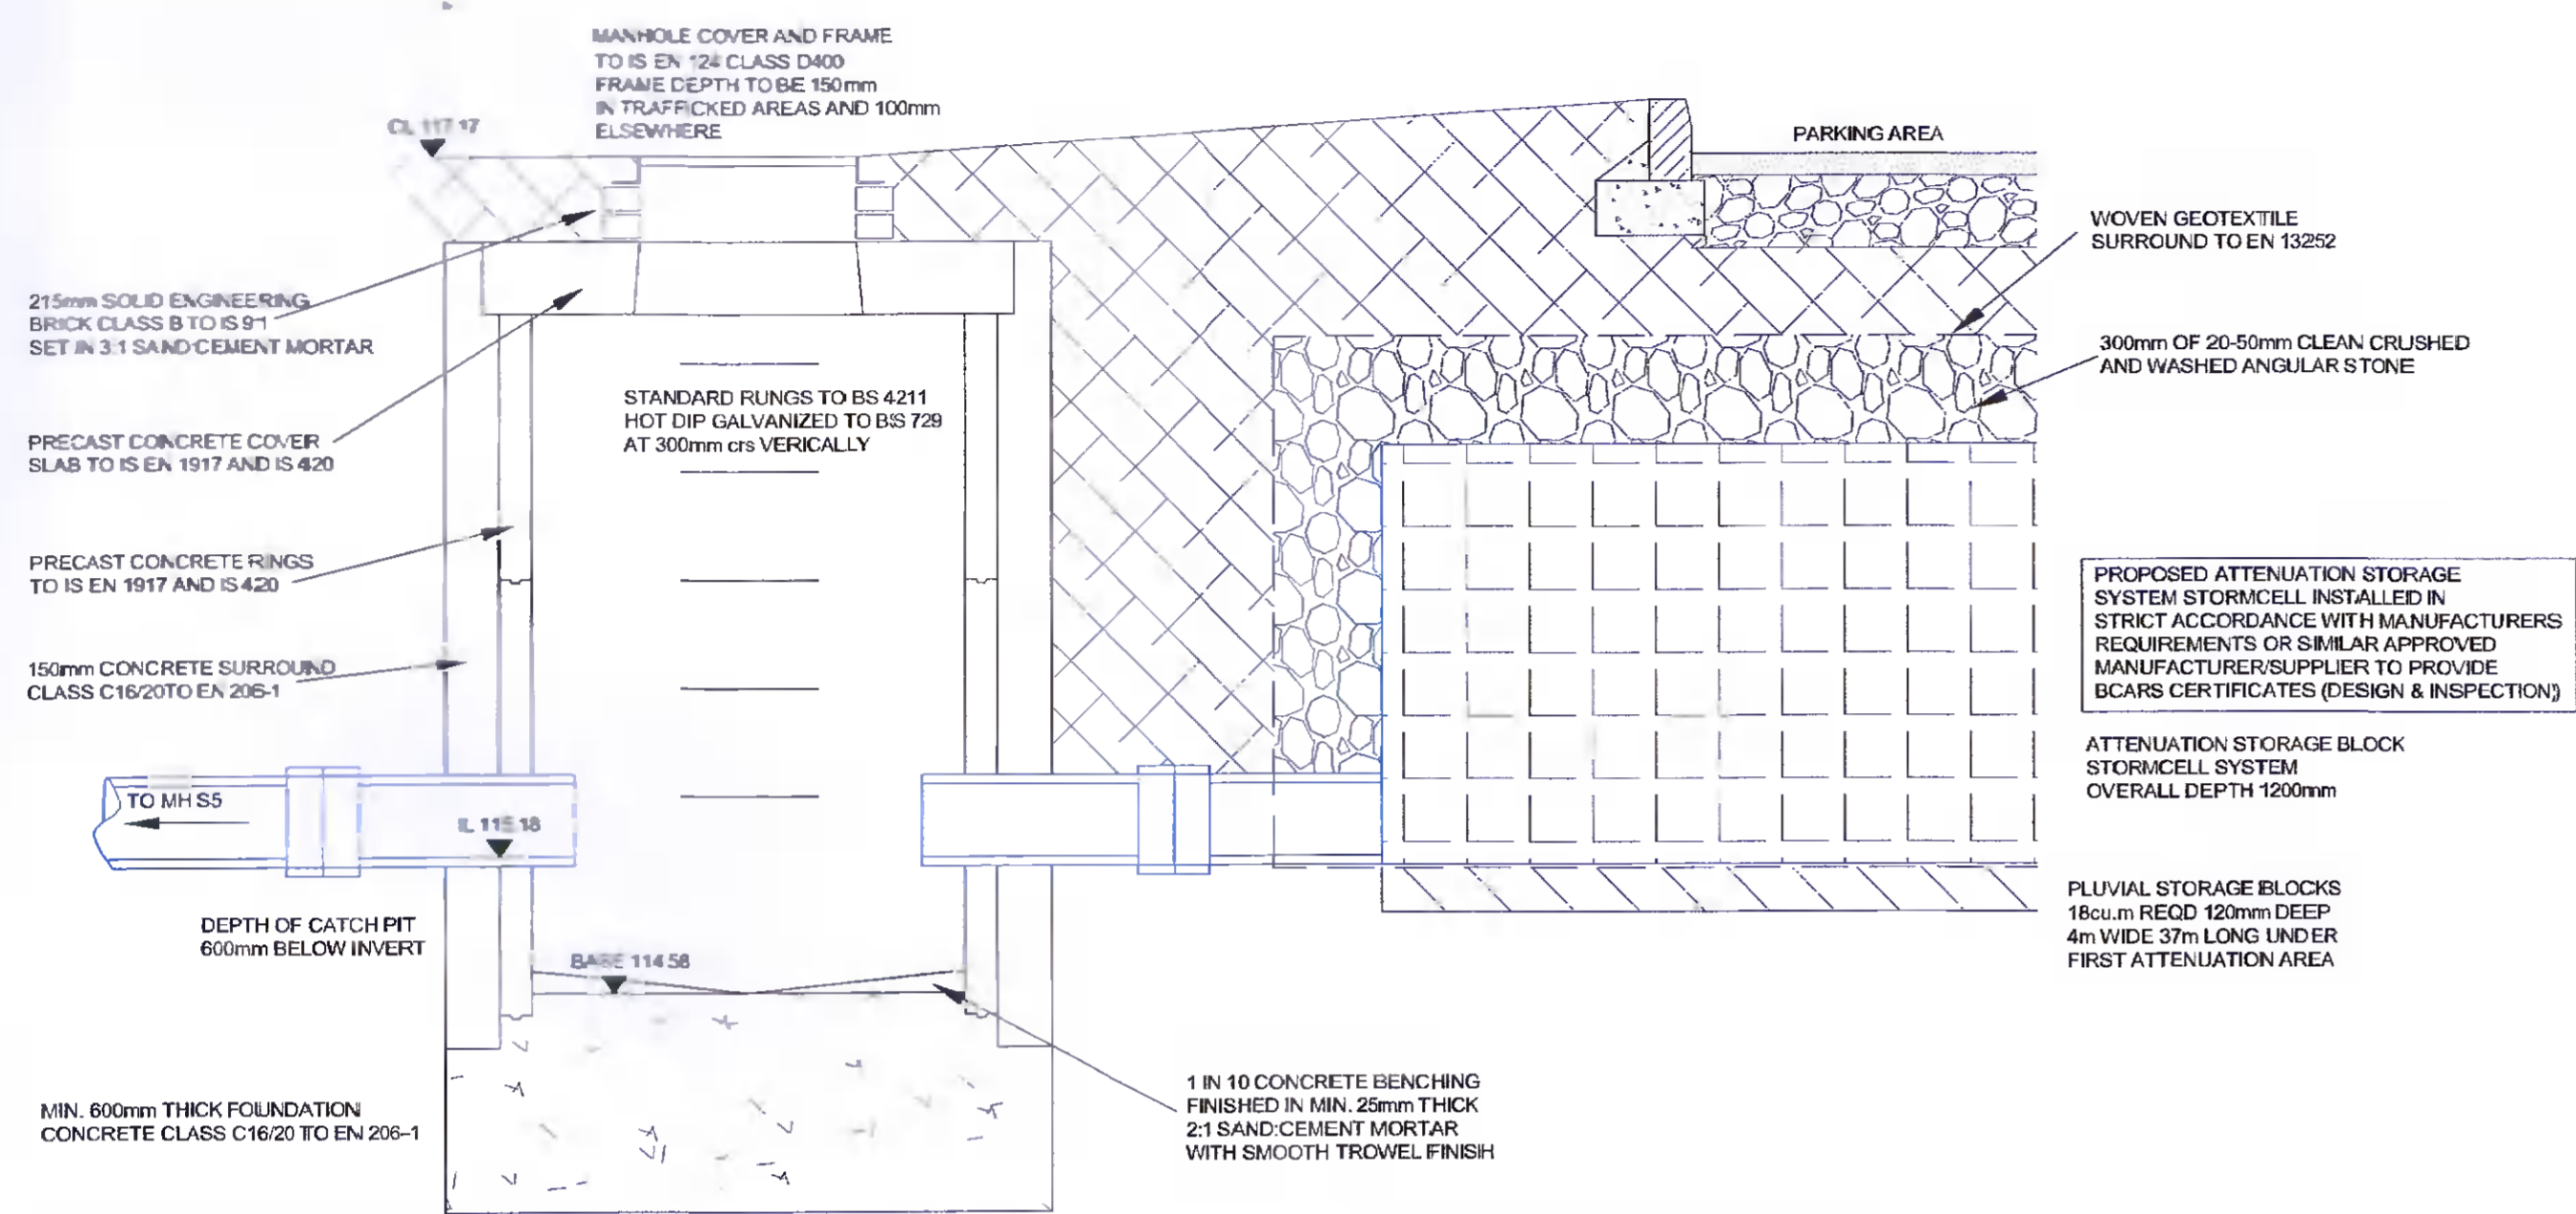 MANHOLE COVER AND FRAME
TO IS EN 124 CLASS D400
FRAME DEPTH TO BE 150mm
IN TRAFFICKED AREAS AND 100mm
ELSEWHERE
CL 117 17
PARKING AREA
WOVEN GEOTEXTILE
SURROUND TO EN 13252
215mm SOLID ENGINEERING
BRICK CLASS B TO IS 91
SET IN 3:1 SAND:CEMENT MORTAR
300mm OF 20-50mm CLEAN CRUSHED
AND WASHED ANGULAR STONE
STANDARD RUNGS TO BS 4211
HOT DIP GALVANIZED TO BS 729
AT 300mm crs VERICALLY
PRECAST CONCRETE COVER
SLAB TO IS EN 1917 AND IS 420
PRECAST CONCRETE RINGS
TO IS EN 1917 AND IS 420
PROPOSED ATTENUATION STORAGE
SYSTEM STORMCELL INSTALLED IN
STRICT ACCORDANCE WITH MANUFACTURERS
REQUIREMENTS OR SIMILAR APPROVED
MANUFACTURER/SUPPLIER TO PROVIDE
BCARS CERTIFICATES (DESIGN & INSPECTION)
150mm CONCRETE SURROUND
CLASS C16/20TO EN 206-1
ATTENUATION STORAGE BLOCK
STORMCELL SYSTEM
OVERALL DEPTH 1200mm
TO MH S5
IL 115 18
PLUVIAL STORAGE BLOCKS
18cu.m REQD 120mm DEEP
4m WIDE 37m LONG UNDER
FIRST ATTENUATION AREA
DEPTH OF CATCH PIT
600mm BELOW INVERT
BASE 114 58
1 IN 10 CONCRETE BENCHING
FINISHED IN MIN. 25mm THICK
2:1 SAND:CEMENT MORTAR
WITH SMOOTH TROWEL FINISH
MIN. 600mm THICK FOUNDATION
CONCRETE CLASS C16/20 TO EN 206-1